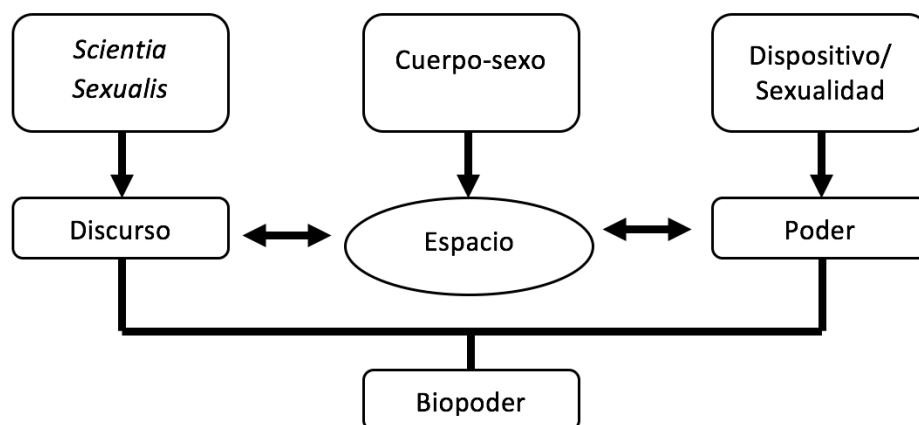 Scientia
Sexualis
Cuerpo-sexo
Dispositivo/
Sexualidad
Discurso
Espacio
Poder
Biopoder